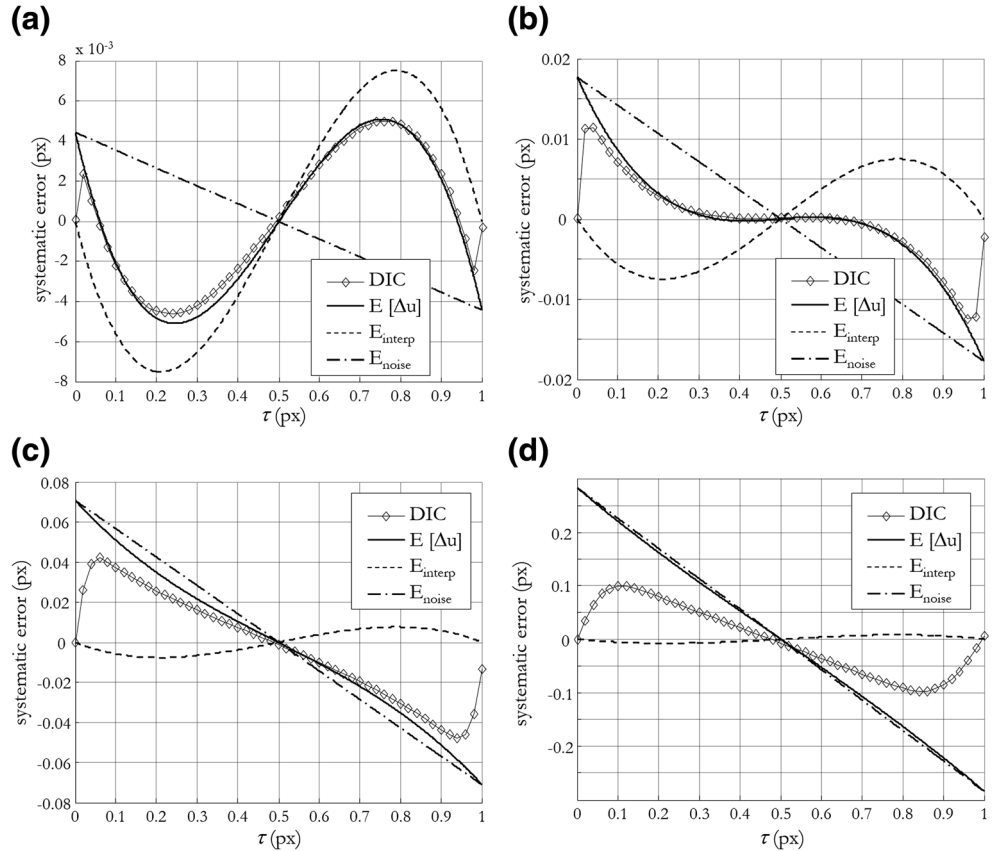 (a)
x 10⁻³
8
6
4
2
0
-2
-4
-6
-8
systematic error (px)
0 0.1 0.2 0.3 0.4 0.5 0.6 0.7 0.8 0.9 1
τ (px)
DIC
E [Δu]
E_interp
E_noise
(b)
0.02
0.01
0
-0.01
-0.02
systematic error (px)
0 0.1 0.2 0.3 0.4 0.5 0.6 0.7 0.8 0.9 1
τ (px)
DIC
E [Δu]
E_interp
E_noise
(c)
0.08
0.06
0.04
0.02
0
-0.02
-0.04
-0.06
-0.08
systematic error (px)
0 0.1 0.2 0.3 0.4 0.5 0.6 0.7 0.8 0.9 1
τ (px)
DIC
E [Δu]
E_interp
E_noise
(d)
0.2
0.1
0
-0.1
-0.2
systematic error (px)
0 0.1 0.2 0.3 0.4 0.5 0.6 0.7 0.8 0.9 1
τ (px)
DIC
E [Δu]
E_interp
E_noise